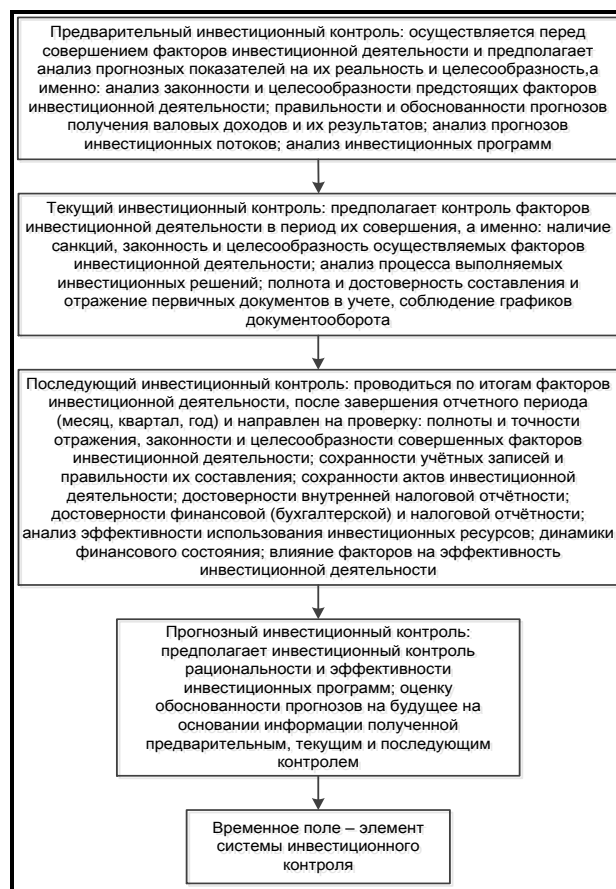 Предварительный инвестиционный контроль: осуществляется перед
совершением факторов инвестиционной деятельности и предполагает
анализ прогнозных показателей на их реальность и целесообразность,а
именно: анализ законности и целесообразности предстоящих факторов
инвестиционной деятельности; правильности и обоснованности прогнозов
получения валовых доходов и их результатов; анализ прогнозов
инвестиционных потоков; анализ инвестиционных программ
Текущий инвестиционный контроль: предполагает контроль факторов
инвестиционной деятельности в период их совершения, а именно: наличие
санкций, законность и целесообразность осуществляемых факторов
инвестиционной деятельности; анализ процесса выполняемых
инвестиционных решений; полнота и достоверность составления и
отражение первичных документов в учете, соблюдение графиков
документооборота
Последующий инвестиционный контроль: проводиться по итогам факторов
инвестиционной деятельности, после завершения отчетного периода
(месяц, квартал, год) и направлен на проверку: полноты и точности
отражения, законности и целесообразности совершенных факторов
инвестиционной деятельности; сохранности учётных записей и
правильности их составления; сохранности актов инвестиционной
деятельности; достоверности внутренней налоговой отчётности;
достоверности финансовой (бухгалтерской) и налоговой отчётности;
анализ эффективности использования инвестиционных ресурсов; динамики
финансового состояния; влияние факторов на эффективность
инвестиционной деятельности
Прогнозный инвестиционный контроль:
предполагает инвестиционный контроль
рациональности и эффективности
инвестиционных программ; оценку
обоснованности прогнозов на будущее на
основании информации полученной
предварительным, текущим и последующим
контролем
Временное поле – элемент
системы инвестиционного
контроля